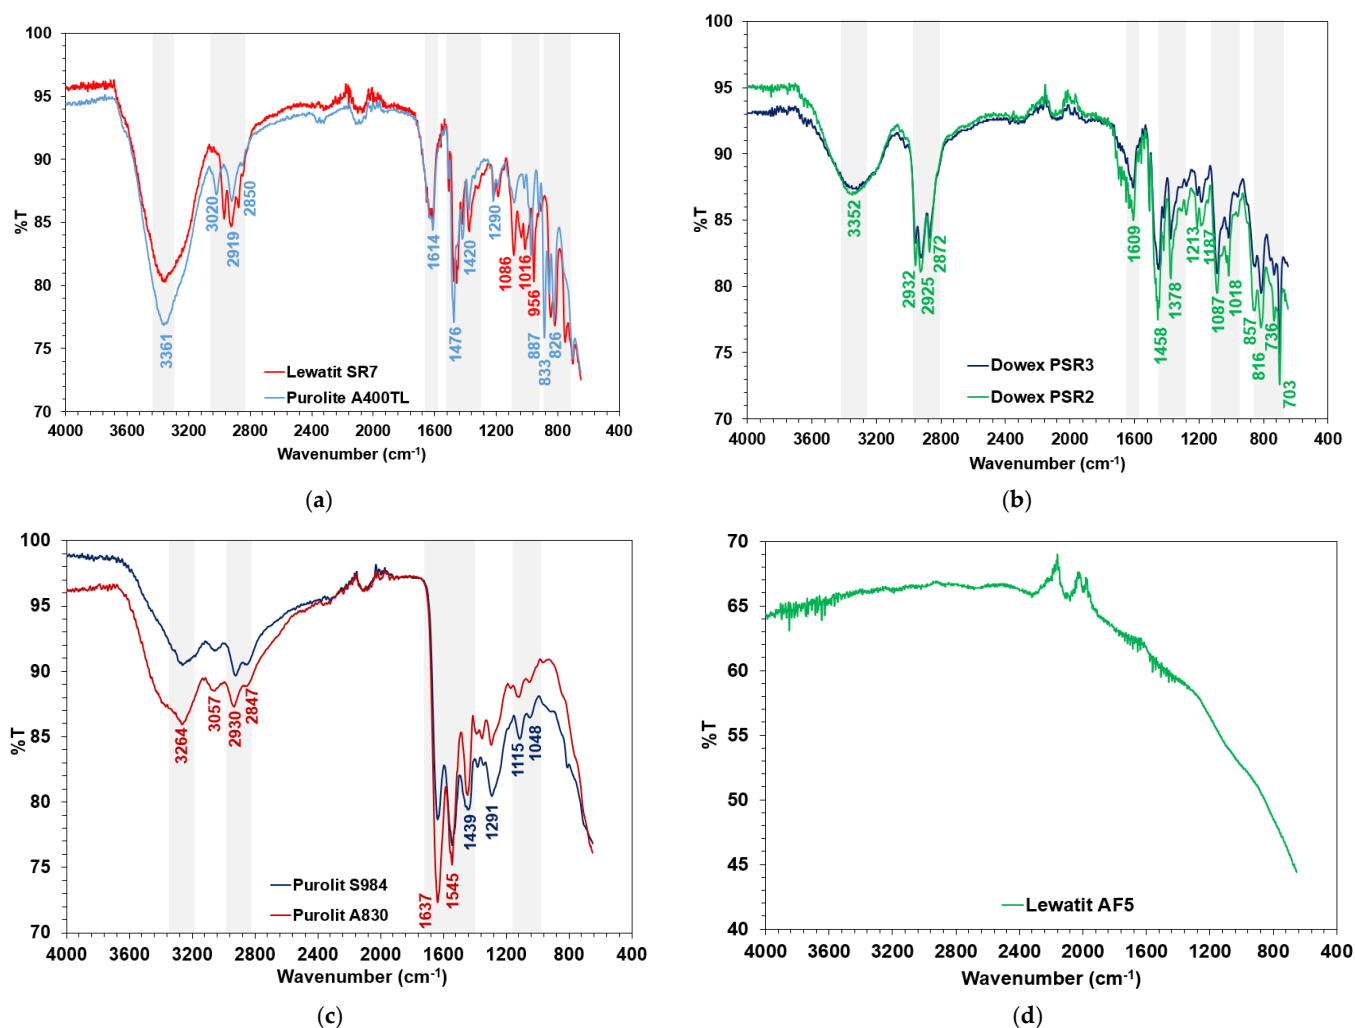 %T
100
95
90
85
80
75
70
3361
3020
2919
2850
1614
1476
1420
1290
1086
1016
956
887
833
826
Lewatit SR7
Purolite A400TL
4000 3600 3200 2800 2400 2000 1600 1200 800 400
Wavenumber (cm-1)
(a)
%T
100
95
90
85
80
75
70
3352
2932
2925
2872
1609
1458
1378
1213
1187
1087
1018
857
816
736
703
Dowex PSR3
Dowex PSR2
4000 3600 3200 2800 2400 2000 1600 1200 800 400
Wavenumber (cm-1)
(b)
%T
100
95
90
85
80
75
70
3264
3057
2930
2847
1637
1545
1439
1291
1115
1048
Purolit S984
Purolit A830
4000 3600 3200 2800 2400 2000 1600 1200 800 400
Wavenumber (cm-1)
(c)
%T
70
65
60
55
50
45
40
Lewatit AF5
4000 3600 3200 2800 2400 2000 1600 1200 800 400
Wavenumber (cm-1)
(d)